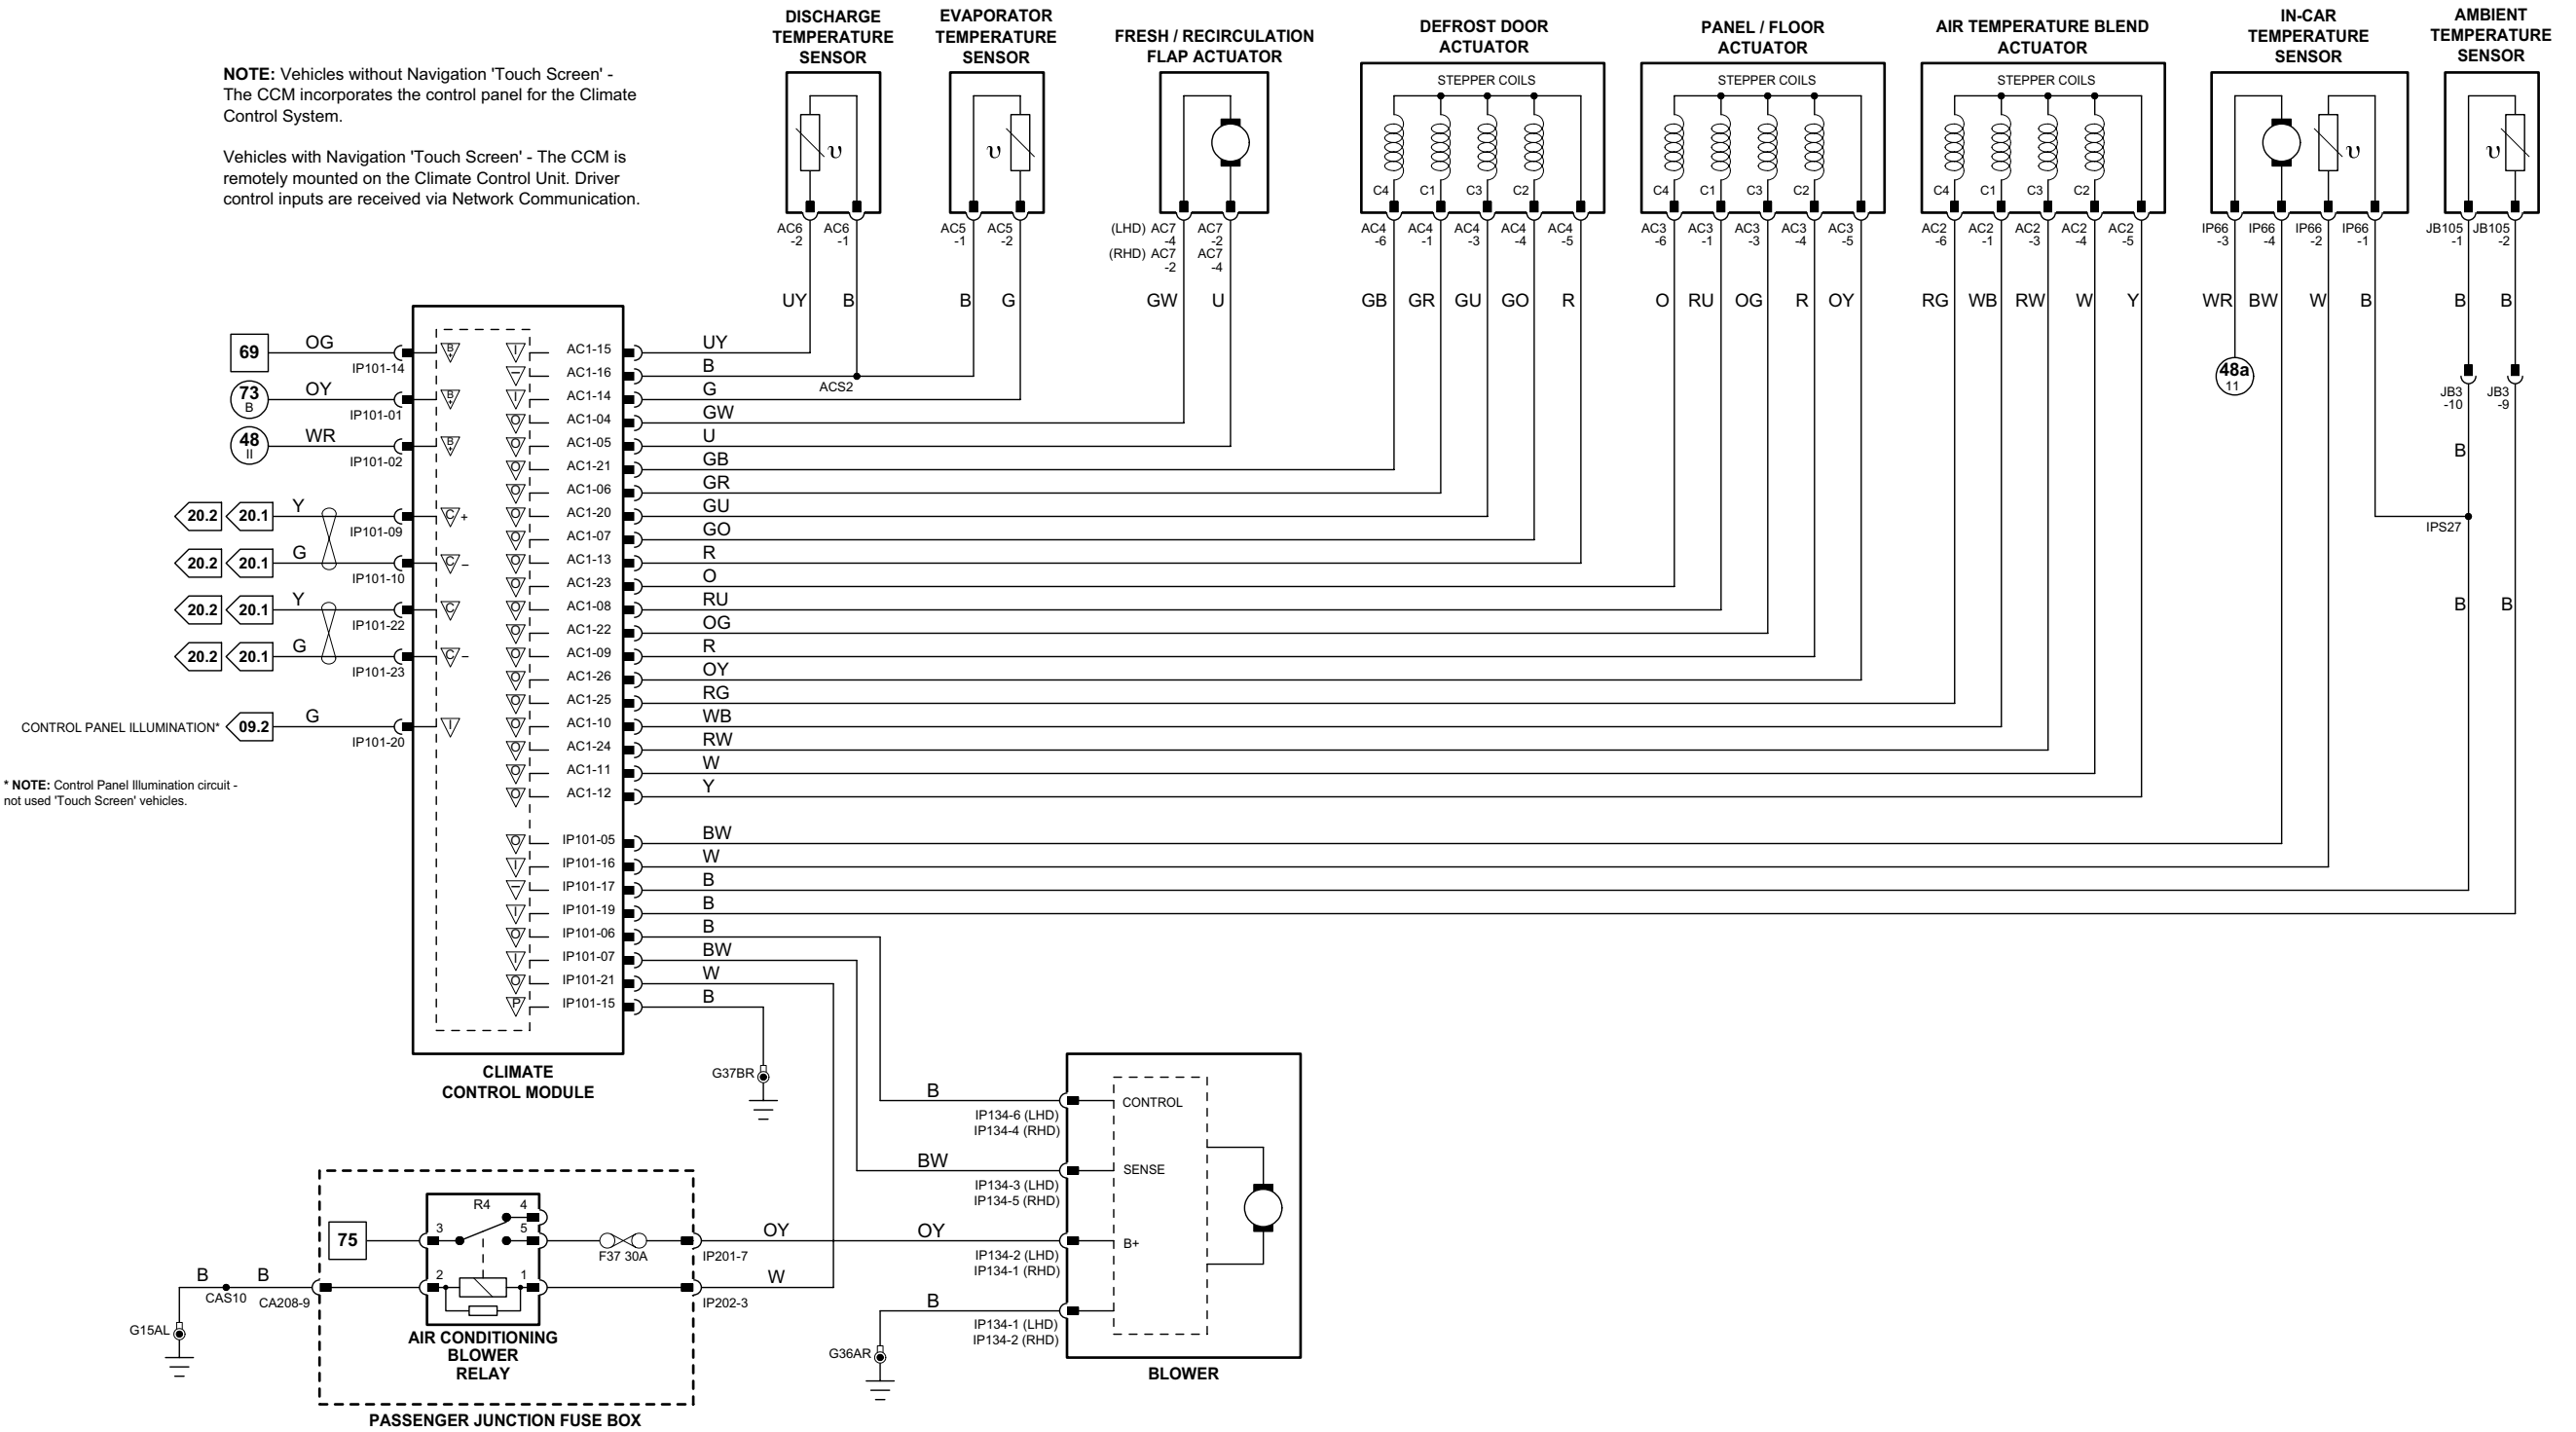 DISCHARGE
TEMPERATURE
SENSOR
EVAPORATOR
TEMPERATURE
SENSOR
FRESH / RECIRCULATION
FLAP ACTUATOR
DEFROST DOOR
ACTUATOR
PANEL / FLOOR
ACTUATOR
AIR TEMPERATURE BLEND
ACTUATOR
IN-CAR
TEMPERATURE
SENSOR
AMBIENT
TEMPERATURE
SENSOR
NOTE: Vehicles without Navigation 'Touch Screen' -
The CCM incorporates the control panel for the Climate
Control System.
Vehicles with Navigation 'Touch Screen' - The CCM is
remotely mounted on the Climate Control Unit. Driver
control inputs are received via Network Communication.
STEPPER COILS STEPPER COILS STEPPER COILS
υ υ υ υ
C4 C1 C3 C2 C4 C1 C3 C2 C4 C1 C3 C2
AC6 -2
AC6 -1
AC5 -1
AC5 -2
(LHD) AC7 -4
AC7 -2
(RHD) AC7 -2
AC7 -4
AC4 -6
AC4 -1
AC4 -3
AC4 -4
AC4 -5
AC3 -6
AC3 -1
AC3 -3
AC3 -4
AC3 -5
AC2 -6
AC2 -1
AC2 -3
AC2 -4
AC2 -5
IP66 -3
IP66 -4
IP66 -2
IP66 -1
JB105 -1
JB105 -2
UY B B G GW U GB GR GU GO R O RU OG R OY RG WB RW W Y WR BW W B B B
48a
11
JB3 -10
JB3 -9
B
IPS27
B B
69 OG IP101-14 B+
73 B OY IP101-01 B+
48 II WR IP101-02 B+
20.2 20.1 Y IP101-09 C +
20.2 20.1 G IP101-10 C –
20.2 20.1 Y IP101-22 C
20.2 20.1 G IP101-23 C –
CONTROL PANEL ILLUMINATION* 09.2 G IP101-20 I
* NOTE: Control Panel Illumination circuit -
not used 'Touch Screen' vehicles.
I AC1-15 UY
– AC1-16 B
ACS2
I AC1-14 G
O AC1-04 GW
O AC1-05 U
O AC1-21 GB
O AC1-06 GR
O AC1-20 GU
O AC1-07 GO
O AC1-13 R
O AC1-23 O
O AC1-08 RU
O AC1-22 OG
O AC1-09 R
O AC1-26 OY
O AC1-25 RG
O AC1-10 WB
O AC1-24 RW
O AC1-11 W
O AC1-12 Y
O IP101-05 BW
I IP101-16 W
– IP101-17 B
I IP101-19 B
O IP101-06 B
I IP101-07 BW
O IP101-21 W
P IP101-15 B
CLIMATE
CONTROL MODULE
G37BR
B
IP134-6 (LHD)
IP134-4 (RHD)
CONTROL
BW
IP134-3 (LHD)
IP134-5 (RHD)
SENSE
OY OY
IP134-2 (LHD)
IP134-1 (RHD)
B+
B
IP134-1 (LHD)
IP134-2 (RHD)
G36AR
BLOWER
R4 4
3 5
75
F37 30A
IP201-7
2 1
W
IP202-3
B B
CAS10 CA208-9
G15AL
AIR CONDITIONING
BLOWER
RELAY
PASSENGER JUNCTION FUSE BOX